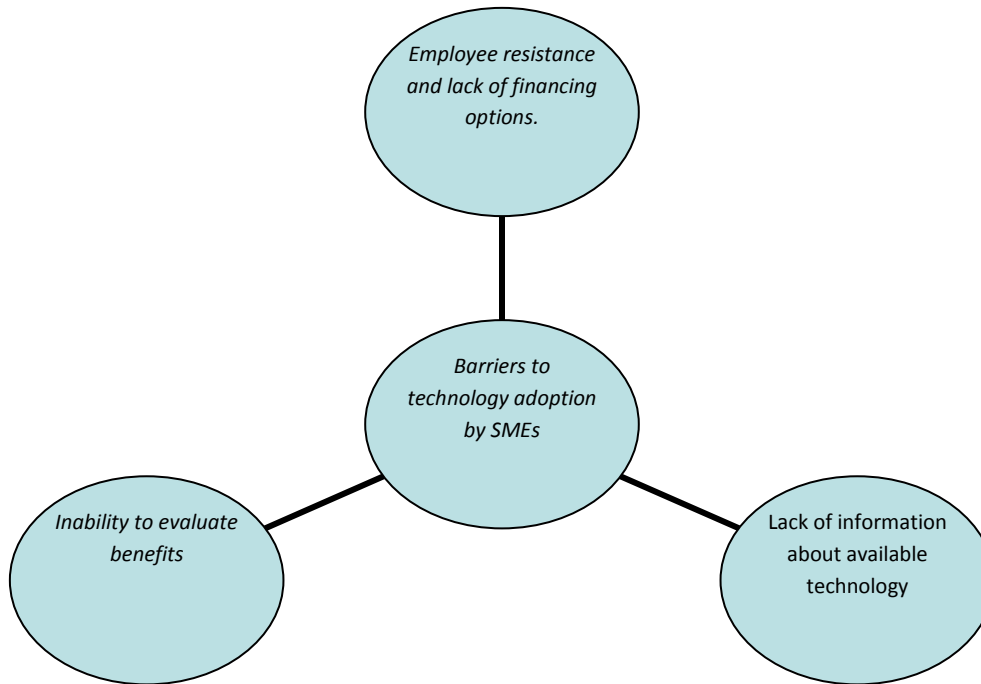 Employee resistance
and lack of financing
options.
Barriers to
technology adoption
by SMEs
Inability to evaluate
benefits
Lack of information
about available
technology